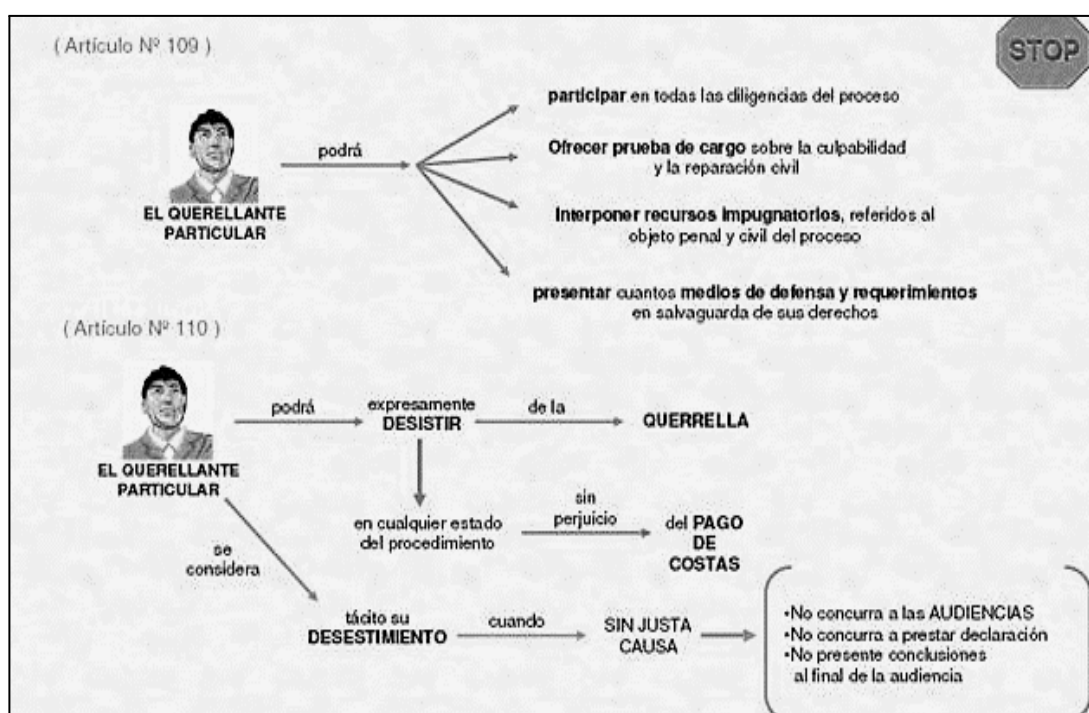 ( Artículo Nº 109 )
STOP
EL QUERELLANTE
PARTICULAR
podrá
participar en todas las diligencias del proceso
Ofrecer prueba de cargo sobre la culpabilidad
y la reparación civil
Interponer recursos impugnatorios, referidos al
objeto penal y civil del proceso
presentar cuantos medios de defensa y requerimientos
en salvaguarda de sus derechos
( Artículo Nº 110 )
EL QUERELLANTE
PARTICULAR
podrá
expresamente
DESISTIR
de la
QUERRELLA
en cualquier estado
del procedimiento
sin
perjuicio
del PAGO
DE
COSTAS
se
considera
tácito su
DESESTIMIENTO
cuando
SIN JUSTA
CAUSA
•No concurra a las AUDIENCIAS
•No concurra a prestar declaración
•No presente conclusiones
al final de la audiencia